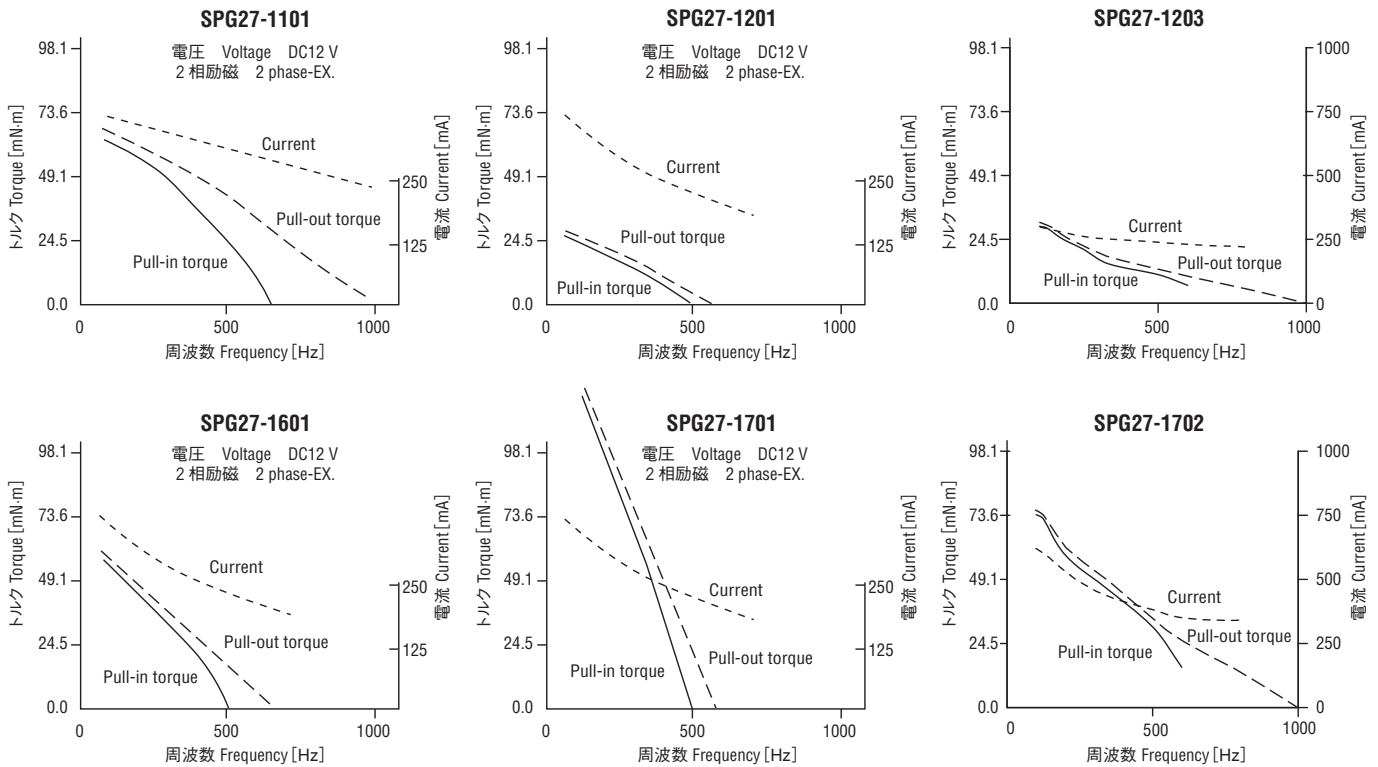 SPG27-1101
電圧 Voltage DC12 V
2 相励磁 2 phase-EX.
トルク Torque [mN·m]
98.1
73.6
49.1
24.5
0.0
Current
Pull-out torque
Pull-in torque
250
125
電流 Current [mA]
0
500
1000
周波数 Frequency [Hz]
SPG27-1201
電圧 Voltage DC12 V
2 相励磁 2 phase-EX.
トルク Torque [mN·m]
98.1
73.6
49.1
24.5
0.0
Current
Pull-out torque
Pull-in torque
250
125
電流 Current [mA]
0
500
1000
周波数 Frequency [Hz]
SPG27-1203
トルク Torque [mN·m]
98.1
73.6
49.1
24.5
0.0
Current
Pull-out torque
Pull-in torque
1000
750
500
250
0
電流 Current [mA]
0
500
1000
周波数 Frequency [Hz]
SPG27-1601
電圧 Voltage DC12 V
2 相励磁 2 phase-EX.
トルク Torque [mN·m]
98.1
73.6
49.1
24.5
0.0
Current
Pull-out torque
Pull-in torque
250
125
電流 Current [mA]
0
500
1000
周波数 Frequency [Hz]
SPG27-1701
電圧 Voltage DC12 V
2 相励磁 2 phase-EX.
トルク Torque [mN·m]
98.1
73.6
49.1
24.5
0.0
Current
Pull-out torque
Pull-in torque
250
125
電流 Current [mA]
0
500
1000
周波数 Frequency [Hz]
SPG27-1702
トルク Torque [mN·m]
98.1
73.6
49.1
24.5
0.0
Current
Pull-out torque
Pull-in torque
1000
750
500
250
0
電流 Current [mA]
0
500
1000
周波数 Frequency [Hz]